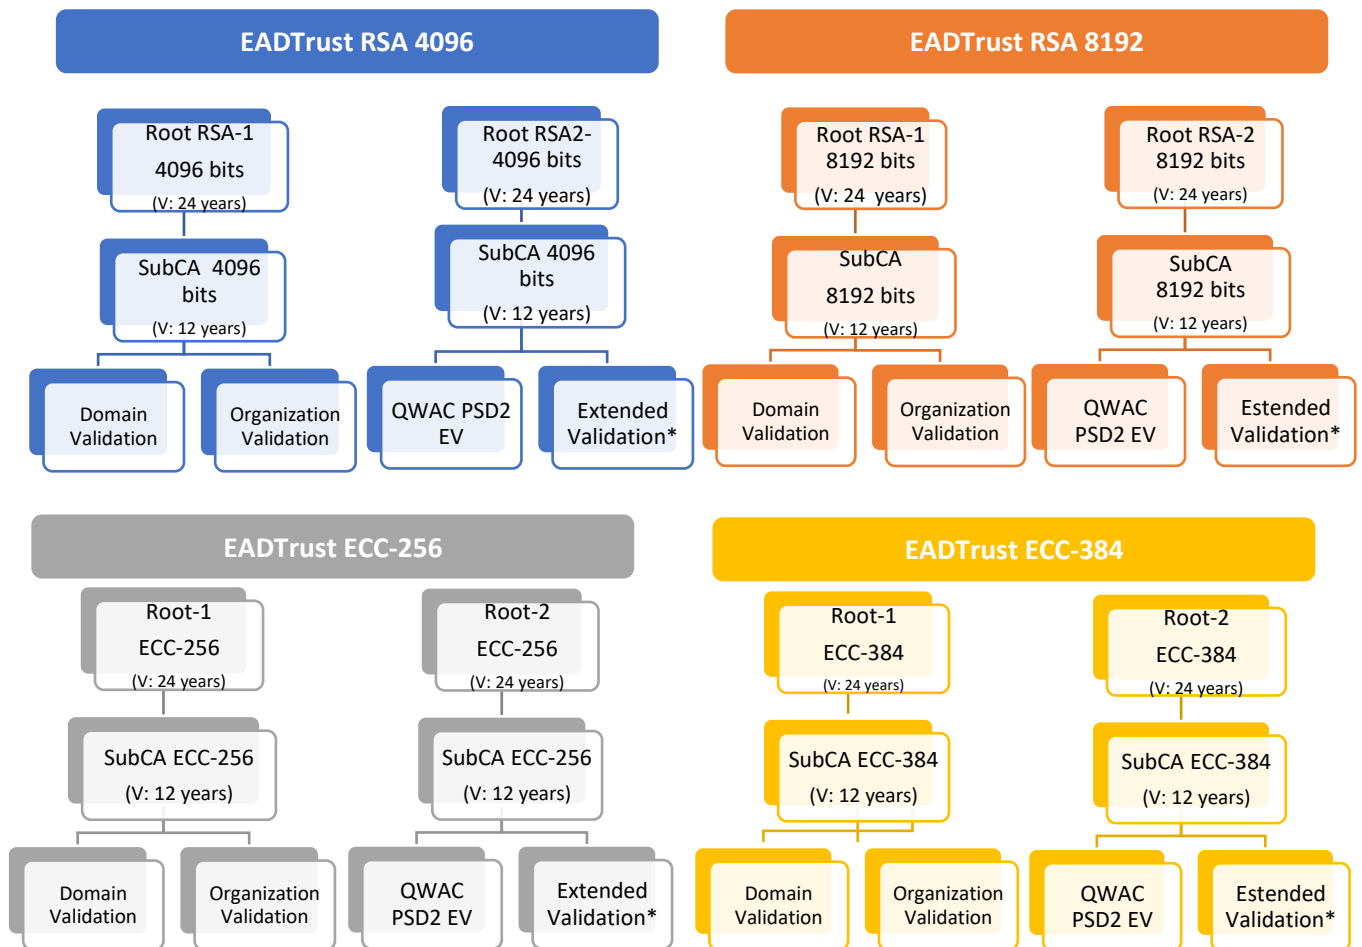 EADTrust RSA 4096
Root RSA-1
4096 bits
(V: 24 years)
Root RSA2-
4096 bits
(V: 24 years)
SubCA 4096
bits
(V: 12 years)
SubCA 4096
bits
(V: 12 years)
Domain
Validation
Organization
Validation
QWAC PSD2
EV
Extended
Validation*
EADTrust RSA 8192
Root RSA-1
8192 bits
(V: 24 years)
Root RSA-2
8192 bits
(V: 24 years)
SubCA
8192 bits
(V: 12 years)
SubCA
8192 bits
(V: 12 years)
Domain
Validation
Organization
Validation
QWAC
PSD2 EV
Estended
Validation*
EADTrust ECC-256
Root-1
ECC-256
(V: 24 years)
Root-2
ECC-256
(V: 24 years)
SubCA ECC-256
(V: 12 years)
SubCA ECC-256
(V: 12 years)
Domain
Validation
Organization
Validation
QWAC
PSD2 EV
Extended
Validation*
EADTrust ECC-384
Root-1
ECC-384
(V: 24 years)
Root-2
ECC-384
(V: 24 years)
SubCA ECC-384
(V: 12 years)
SubCA ECC-384
(V: 12 years)
Domain
Validation
Organization
Validation
QWAC
PSD2 EV
Estended
Validation*